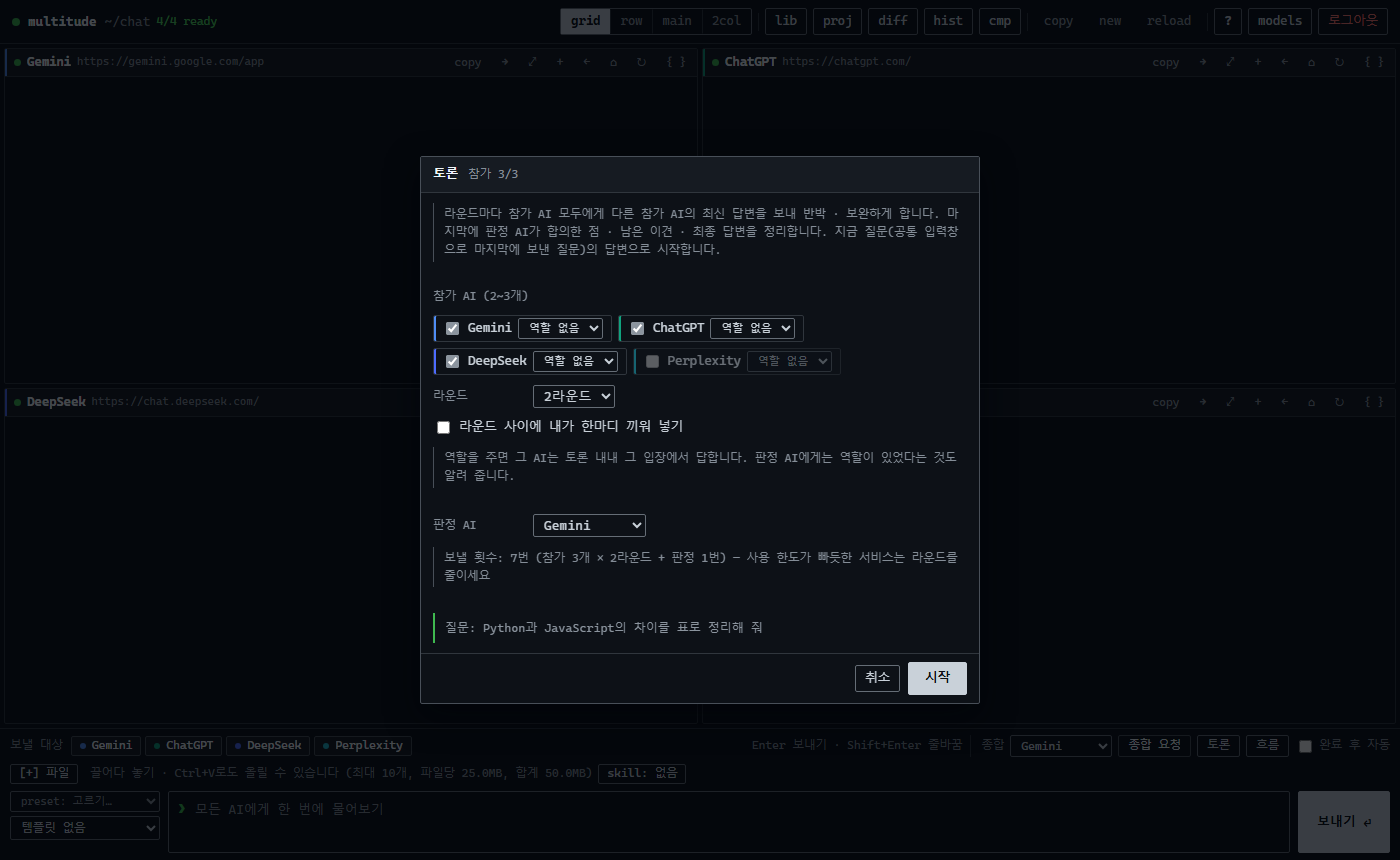 multitude ~/chat 4/4 ready grid row main 2col lib proj diff hist cmp copy new reload ? models 로그아웃
Gemini https://gemini.google.com/app copy → ⤢ + ← ⌂ ↻ { }
ChatGPT https://chatgpt.com/ copy → ⤢ + ← ⌂ ↻ { }
토론 참가 3/3
라운드마다 참가 AI 모두에게 다른 참가 AI의 최신 답변을 보내 반박 · 보완하게 합니다. 마
지막에 판정 AI가 합의한 점 · 남은 이견 · 최종 답변을 정리합니다. 지금 질문(공통 입력창
으로 마지막에 보낸 질문)의 답변으로 시작합니다.
참가 AI (2~3개)
Gemini 역할 없음 ChatGPT 역할 없음
DeepSeek 역할 없음 Perplexity 역할 없음
라운드 2라운드
라운드 사이에 내가 한마디 끼워 넣기
역할을 주면 그 AI는 토론 내내 그 입장에서 답합니다. 판정 AI에게는 역할이 있었다는 것도
알려 줍니다.
판정 AI Gemini
보낼 횟수: 7번 (참가 3개 × 2라운드 + 판정 1번) — 사용 한도가 빠듯한 서비스는 라운드를
줄이세요
질문: Python과 JavaScript의 차이를 표로 정리해 줘
취소 시작
DeepSeek https://chat.deepseek.com/
copy → ⤢ + ← ⌂ ↻ { }
보낼 대상 Gemini ChatGPT DeepSeek Perplexity Enter 보내기 · Shift+Enter 줄바꿈 종합 Gemini 종합 요청 토론 흐름 완료 후 자동
[+] 파일 끌어다 놓기 · Ctrl+V로도 올릴 수 있습니다 (최대 10개, 파일당 25.0MB, 합계 50.0MB) skill: 없음
preset: 고르기…
템플릿 없음
❯ 모든 AI에게 한 번에 물어보기
보내기 ⏎